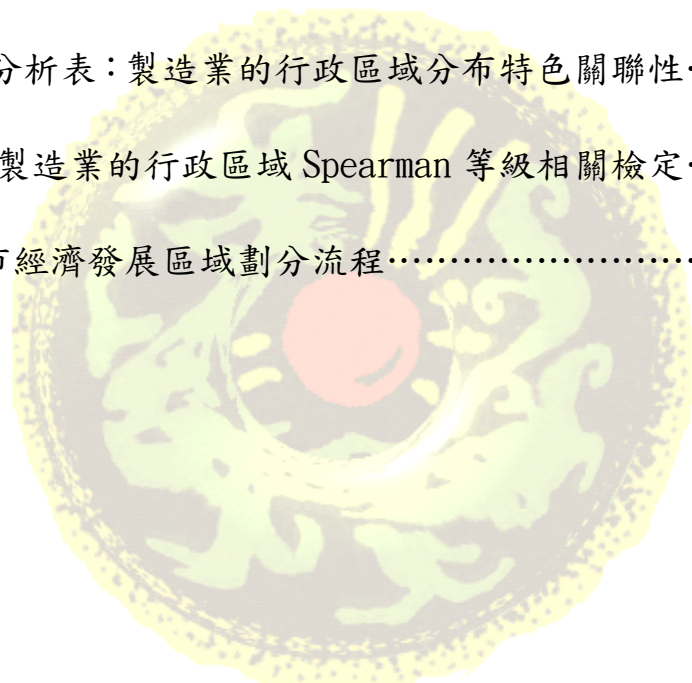 分析表：製造業的行政區域分布特色關聯性…
製造業的行政區域 Spearman 等級相關檢定…
經濟發展區域劃分流程………………………